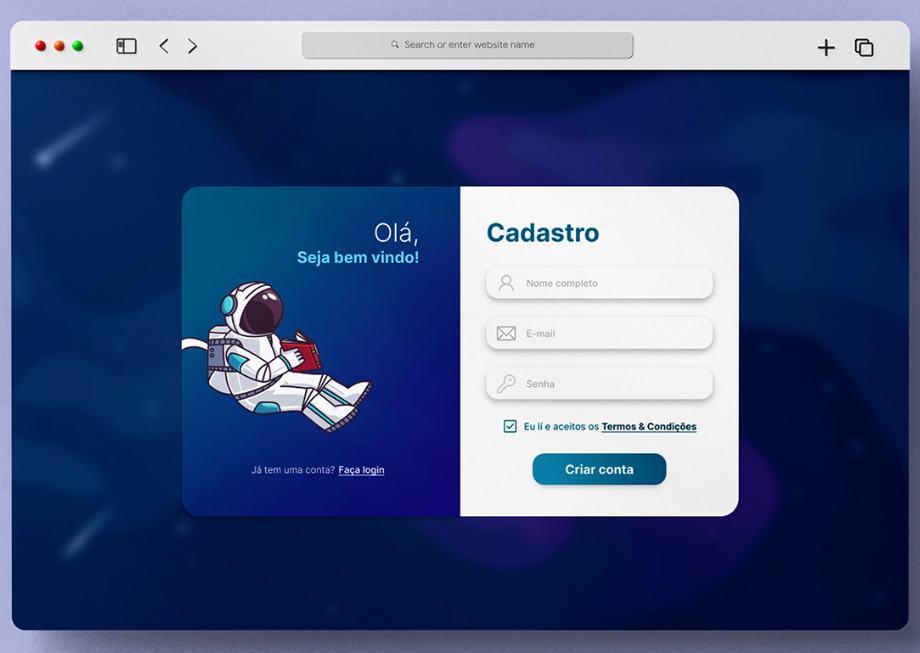 Search or enter website name
Olá,
Seja bem vindo!
Já tem uma conta? Faça login
Cadastro
Nome completo
E-mail
Senha
Eu lí e aceitos os Termos & Condições
Criar conta